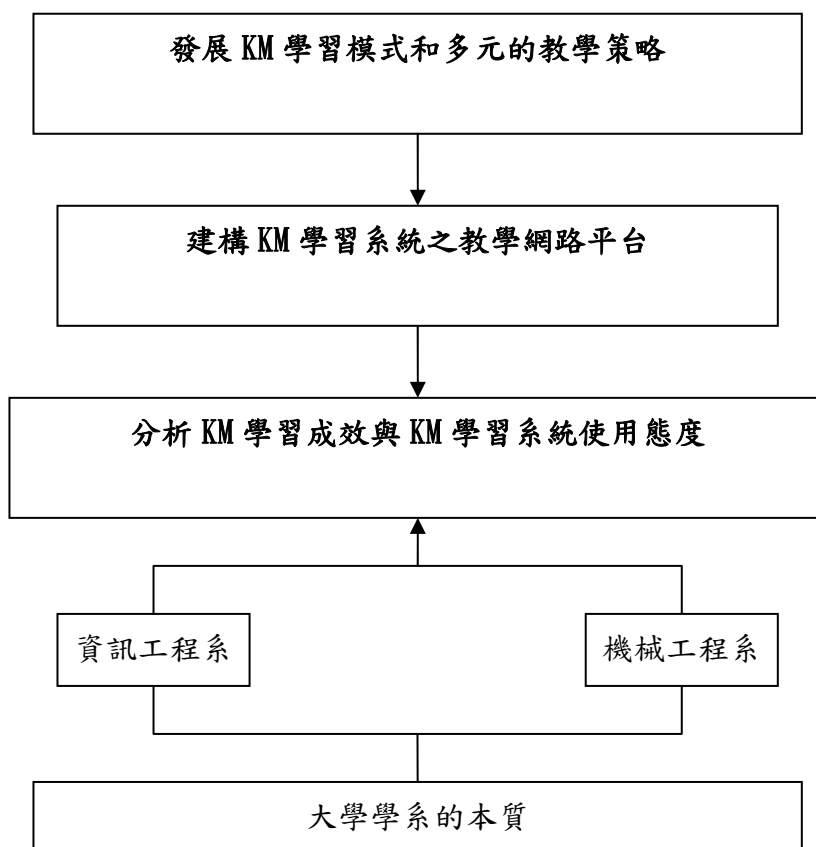 發展 KM 學習模式和多元的教學策略
建構 KM 學習系統之教學網路平台
分析 KM 學習成效與 KM 學習系統使用態度
資訊工程系
機械工程系
大學學系的本質